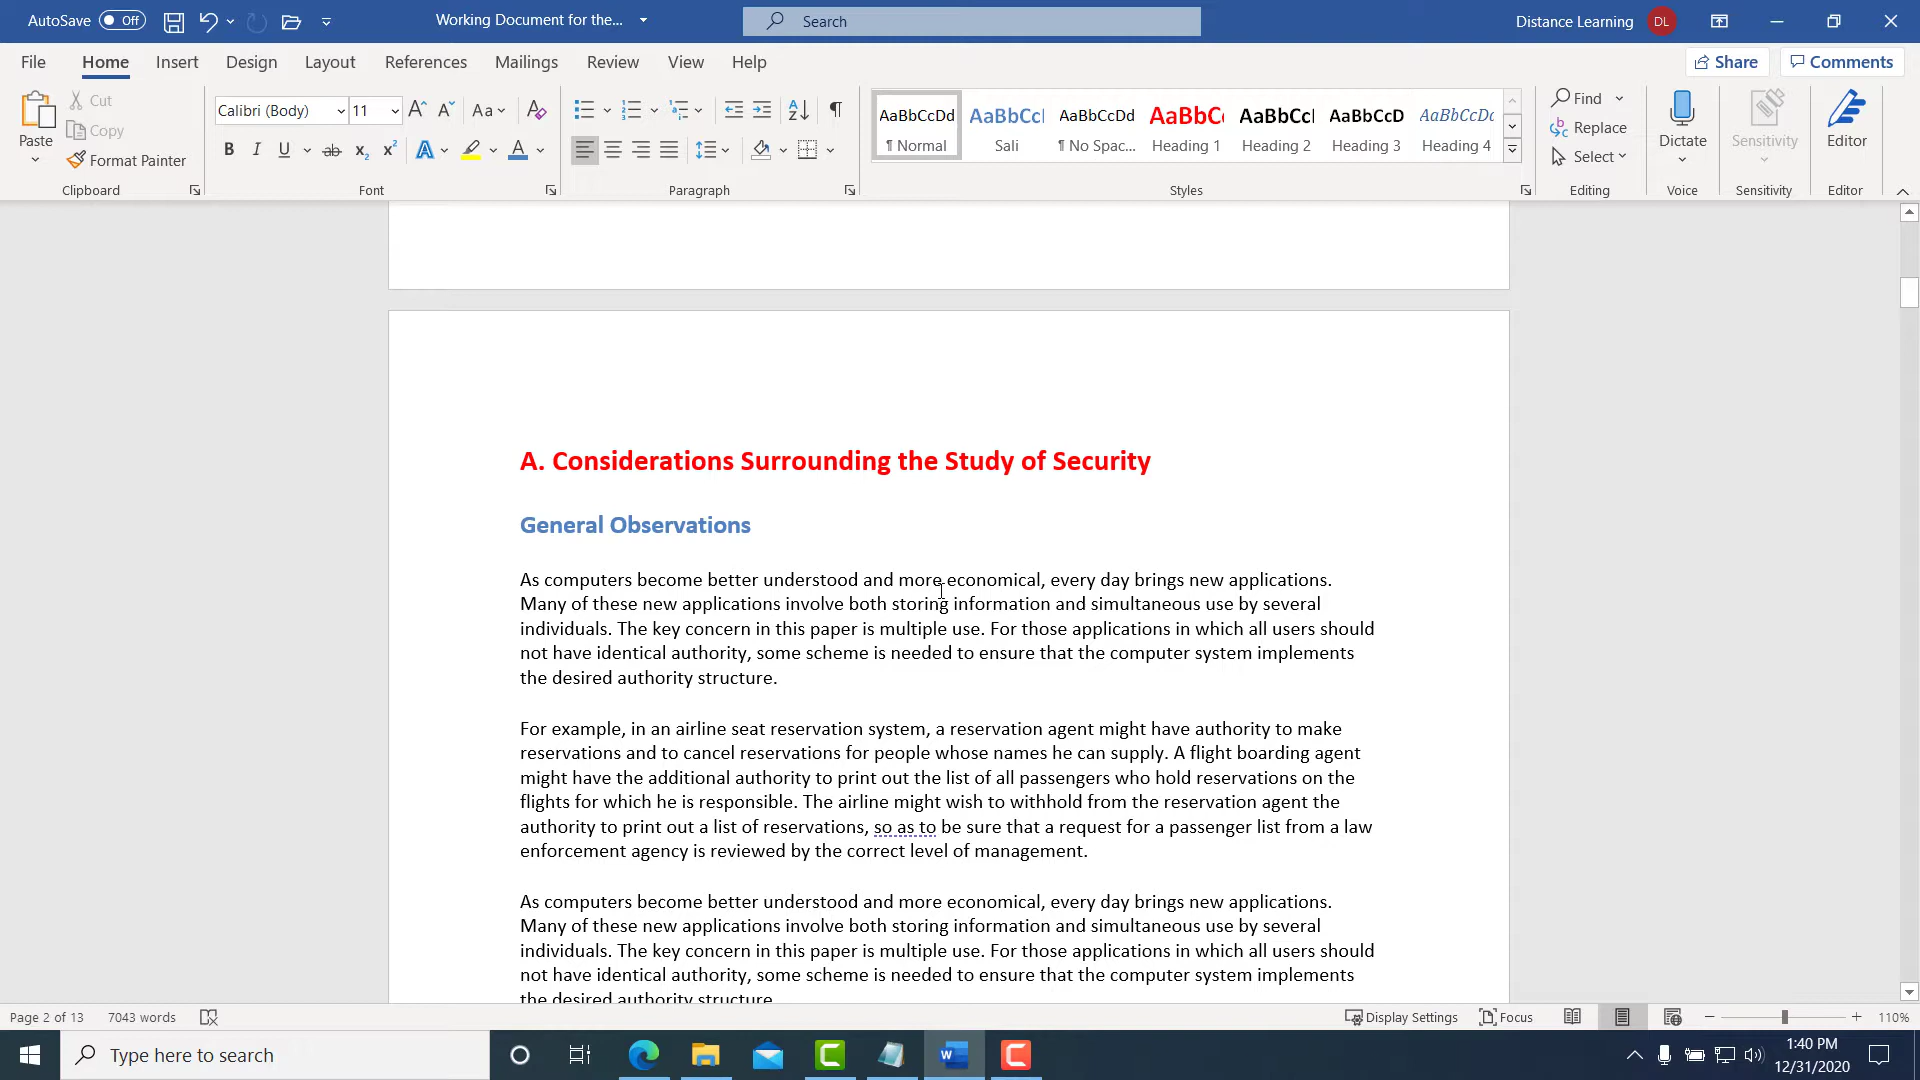 AutoSave Off Working Document for the... Search Distance Learning DL
File Home Insert Design Layout References Mailings Review View Help Share Comments
Paste
Cut
Copy
Format Painter
Clipboard
Calibri (Body) 11 Aa
B I U ab x₂ x² A A
Font
Paragraph
AaBbCcDd AaBbCcI AaBbCcDd AaBbCc AaBbCcI AaBbCcD AaBbCcDc
¶ Normal Sali ¶ No Spac... Heading 1 Heading 2 Heading 3 Heading 4
Styles
Find
Replace
Select
Editing
Dictate
Voice
Sensitivity
Sensitivity
Editor
Editor
A. Considerations Surrounding the Study of Security
General Observations
As computers become better understood and more economical, every day brings new applications.
Many of these new applications involve both storing information and simultaneous use by several
individuals. The key concern in this paper is multiple use. For those applications in which all users should
not have identical authority, some scheme is needed to ensure that the computer system implements
the desired authority structure.
For example, in an airline seat reservation system, a reservation agent might have authority to make
reservations and to cancel reservations for people whose names he can supply. A flight boarding agent
might have the additional authority to print out the list of all passengers who hold reservations on the
flights for which he is responsible. The airline might wish to withhold from the reservation agent the
authority to print out a list of reservations, so as to be sure that a request for a passenger list from a law
enforcement agency is reviewed by the correct level of management.
As computers become better understood and more economical, every day brings new applications.
Many of these new applications involve both storing information and simultaneous use by several
individuals. The key concern in this paper is multiple use. For those applications in which all users should
not have identical authority, some scheme is needed to ensure that the computer system implements
the desired authority structure.
Page 2 of 13 7043 words Display Settings Focus 110%
Type here to search
1:40 PM
12/31/2020